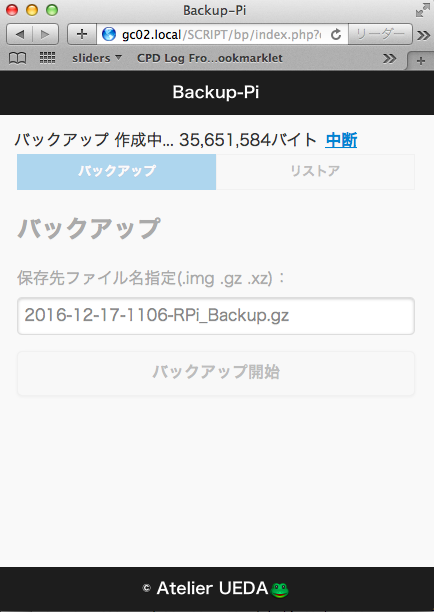 Backup-Pi
gc02.local/SCRIPT/bp/index.php?
リーダー
sliders
CPD Log Fro...ookmarklet
Backup-Pi
バックアップ 作成中... 35,651,584バイト 中断
バックアップ
リストア
バックアップ
保存先ファイル名指定(.img .gz .xz)：
2016-12-17-1106-RPi_Backup.gz
バックアップ開始
© Atelier UEDA🐸